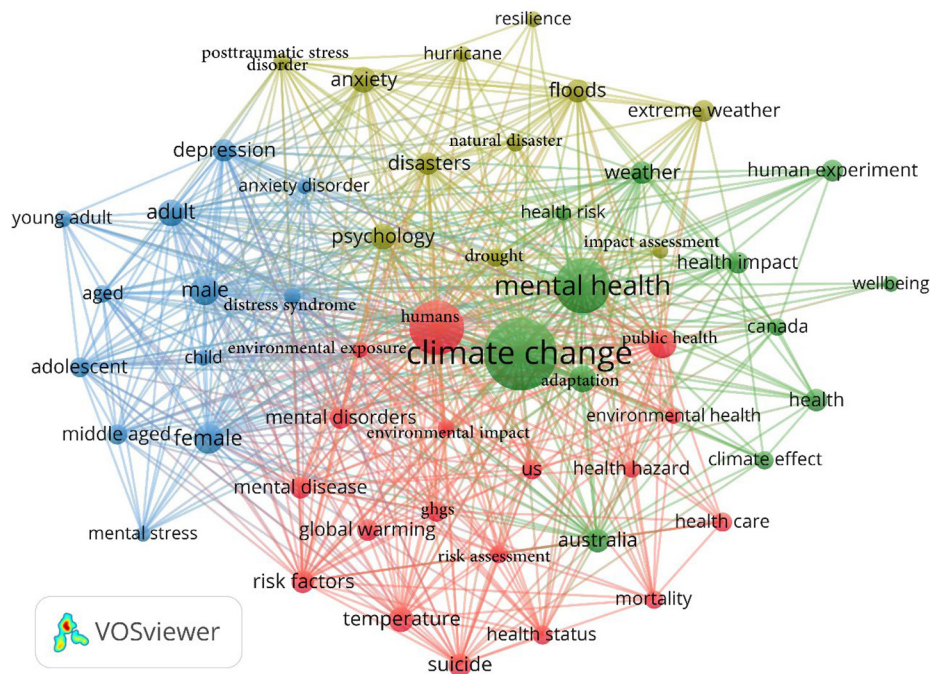 resilience
posttraumatic stress
disorder
hurricane
anxiety
floods
extreme weather
natural disaster
depression
disasters
weather
human experiment
anxiety disorder
young adult
adult
health risk
psychology
impact assessment
drought
health impact
mental health
wellbeing
aged
male
distress syndrome
humans
canada
public health
environmental exposure
climate change
child
adolescent
adaptation
health
mental disorders
environmental health
middle aged
female
environmental impact
us
health hazard
climate effect
mental disease
ghgs
health care
mental stress
global warming
australia
risk assessment
risk factors
mortality
temperature
health status
VOSviewer
suicide